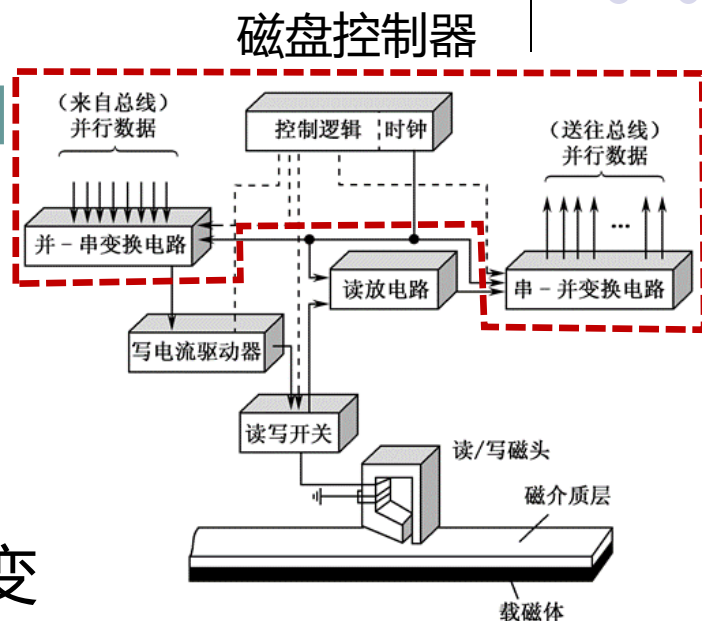 磁盘控制器
（来自总线）
并行数据
控制逻辑 时钟
（送往总线）
并行数据
...
并-串变换电路
读放电路
串-并变换电路
写电流驱动器
读写开关
读/写磁头
磁介质层
变
载磁体